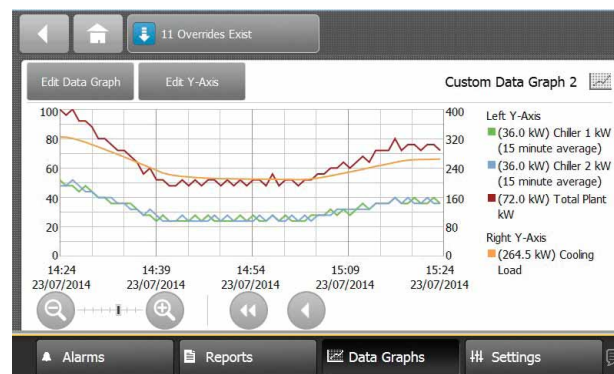 11 Overrides Exist
Edit Data Graph
Edit Y-Axis
Custom Data Graph 2
100
80
60
40
20
0
400
320
240
160
80
0
14:24
23/07/2014
14:39
23/07/2014
14:54
23/07/2014
15:09
23/07/2014
15:24
23/07/2014
Left Y-Axis
(36.0 kW) Chiller 1 kW
(15 minute average)
(36.0 kW) Chiller 2 kW
(15 minute average)
(72.0 kW) Total Plant
kW
Right Y-Axis
(264.5 kW) Cooling
Load
Alarms
Reports
Data Graphs
Settings